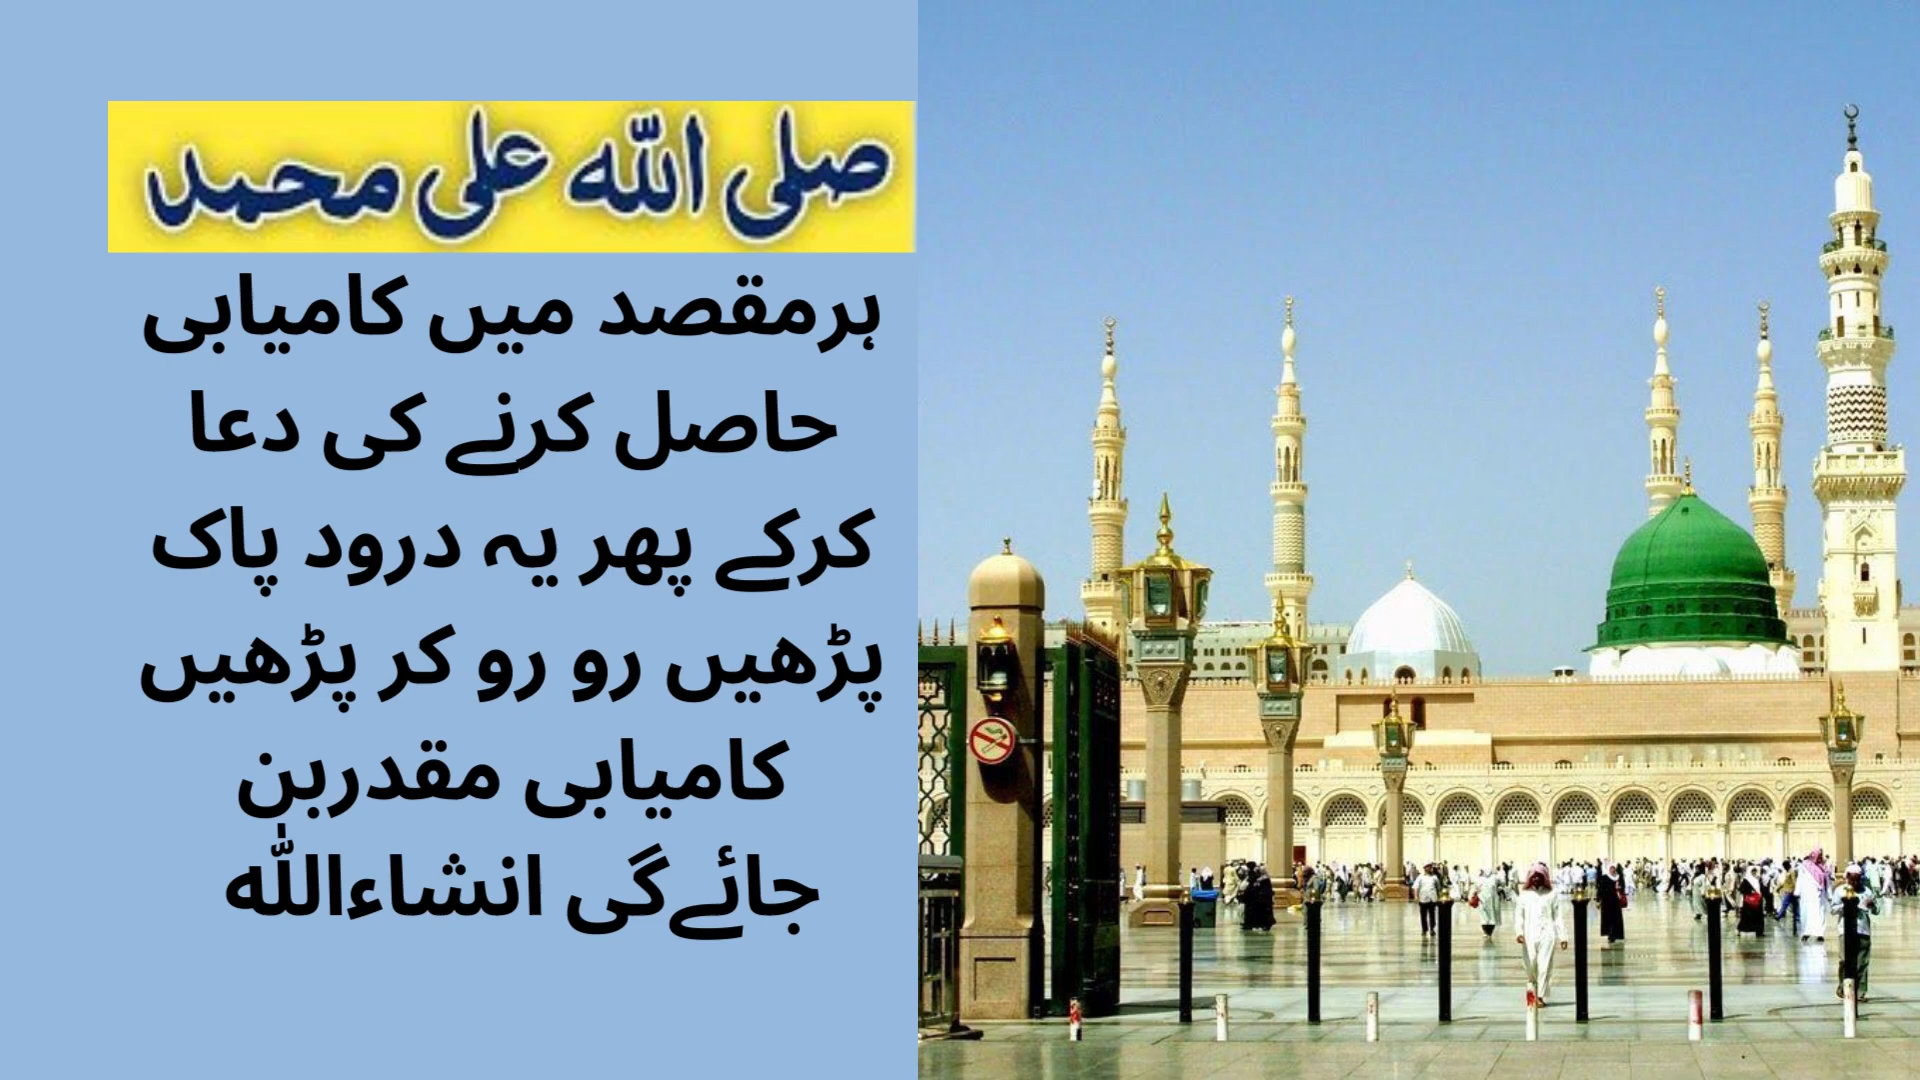 صلی اللہ علی محمد
ہرمقصد میں کامیابی
حاصل کرنے کی دعا
کرکے پھر یہ درود پاک
پڑھیں رو رو کر پڑھیں
کامیابی مقدربن
جائےگی انشاءاللّٰہ